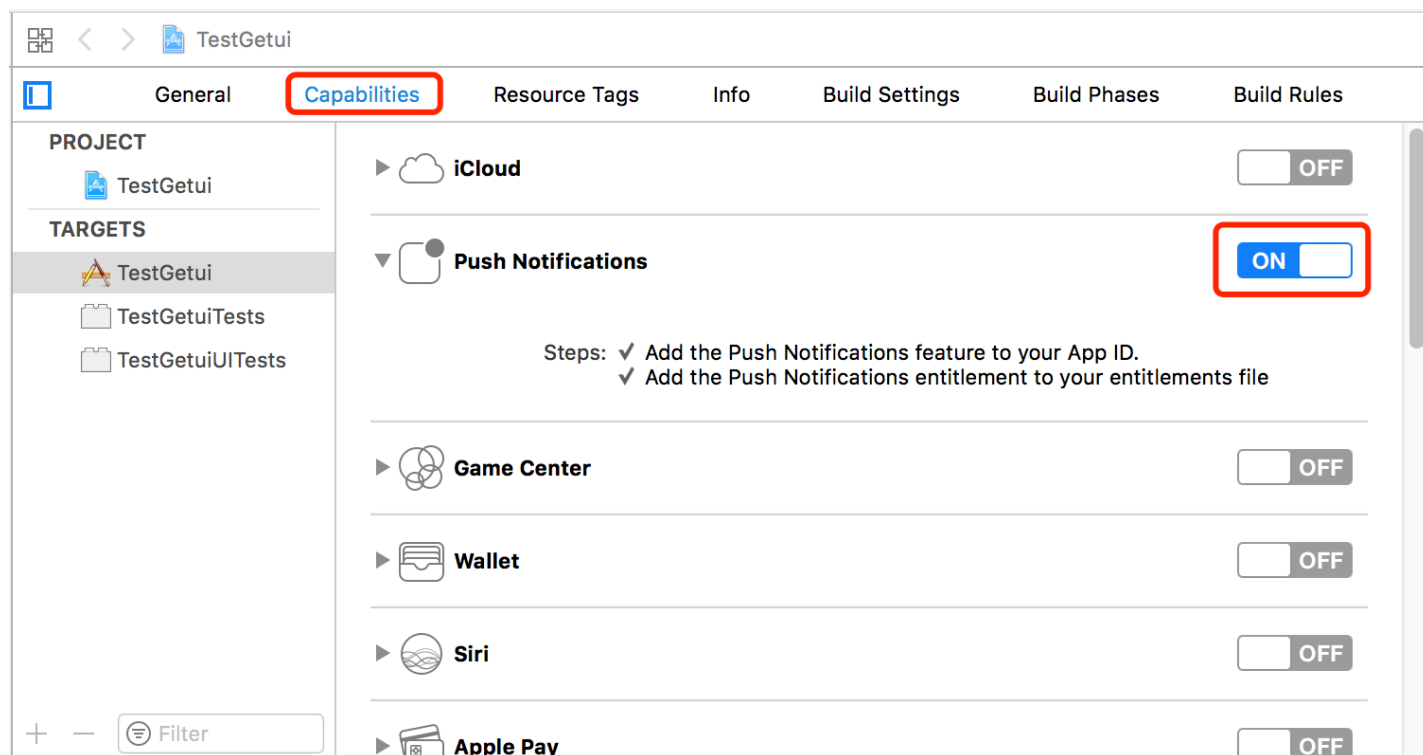 TestGetui
General Capabilities Resource Tags Info Build Settings Build Phases Build Rules
PROJECT
TestGetui
TARGETS
TestGetui
TestGetuiTests
TestGetuiUITests
Filter
iCloud OFF
Push Notifications ON
Steps: ✓ Add the Push Notifications feature to your App ID.
✓ Add the Push Notifications entitlement to your entitlements file
Game Center OFF
Wallet OFF
Siri OFF
Apple Pay OFF